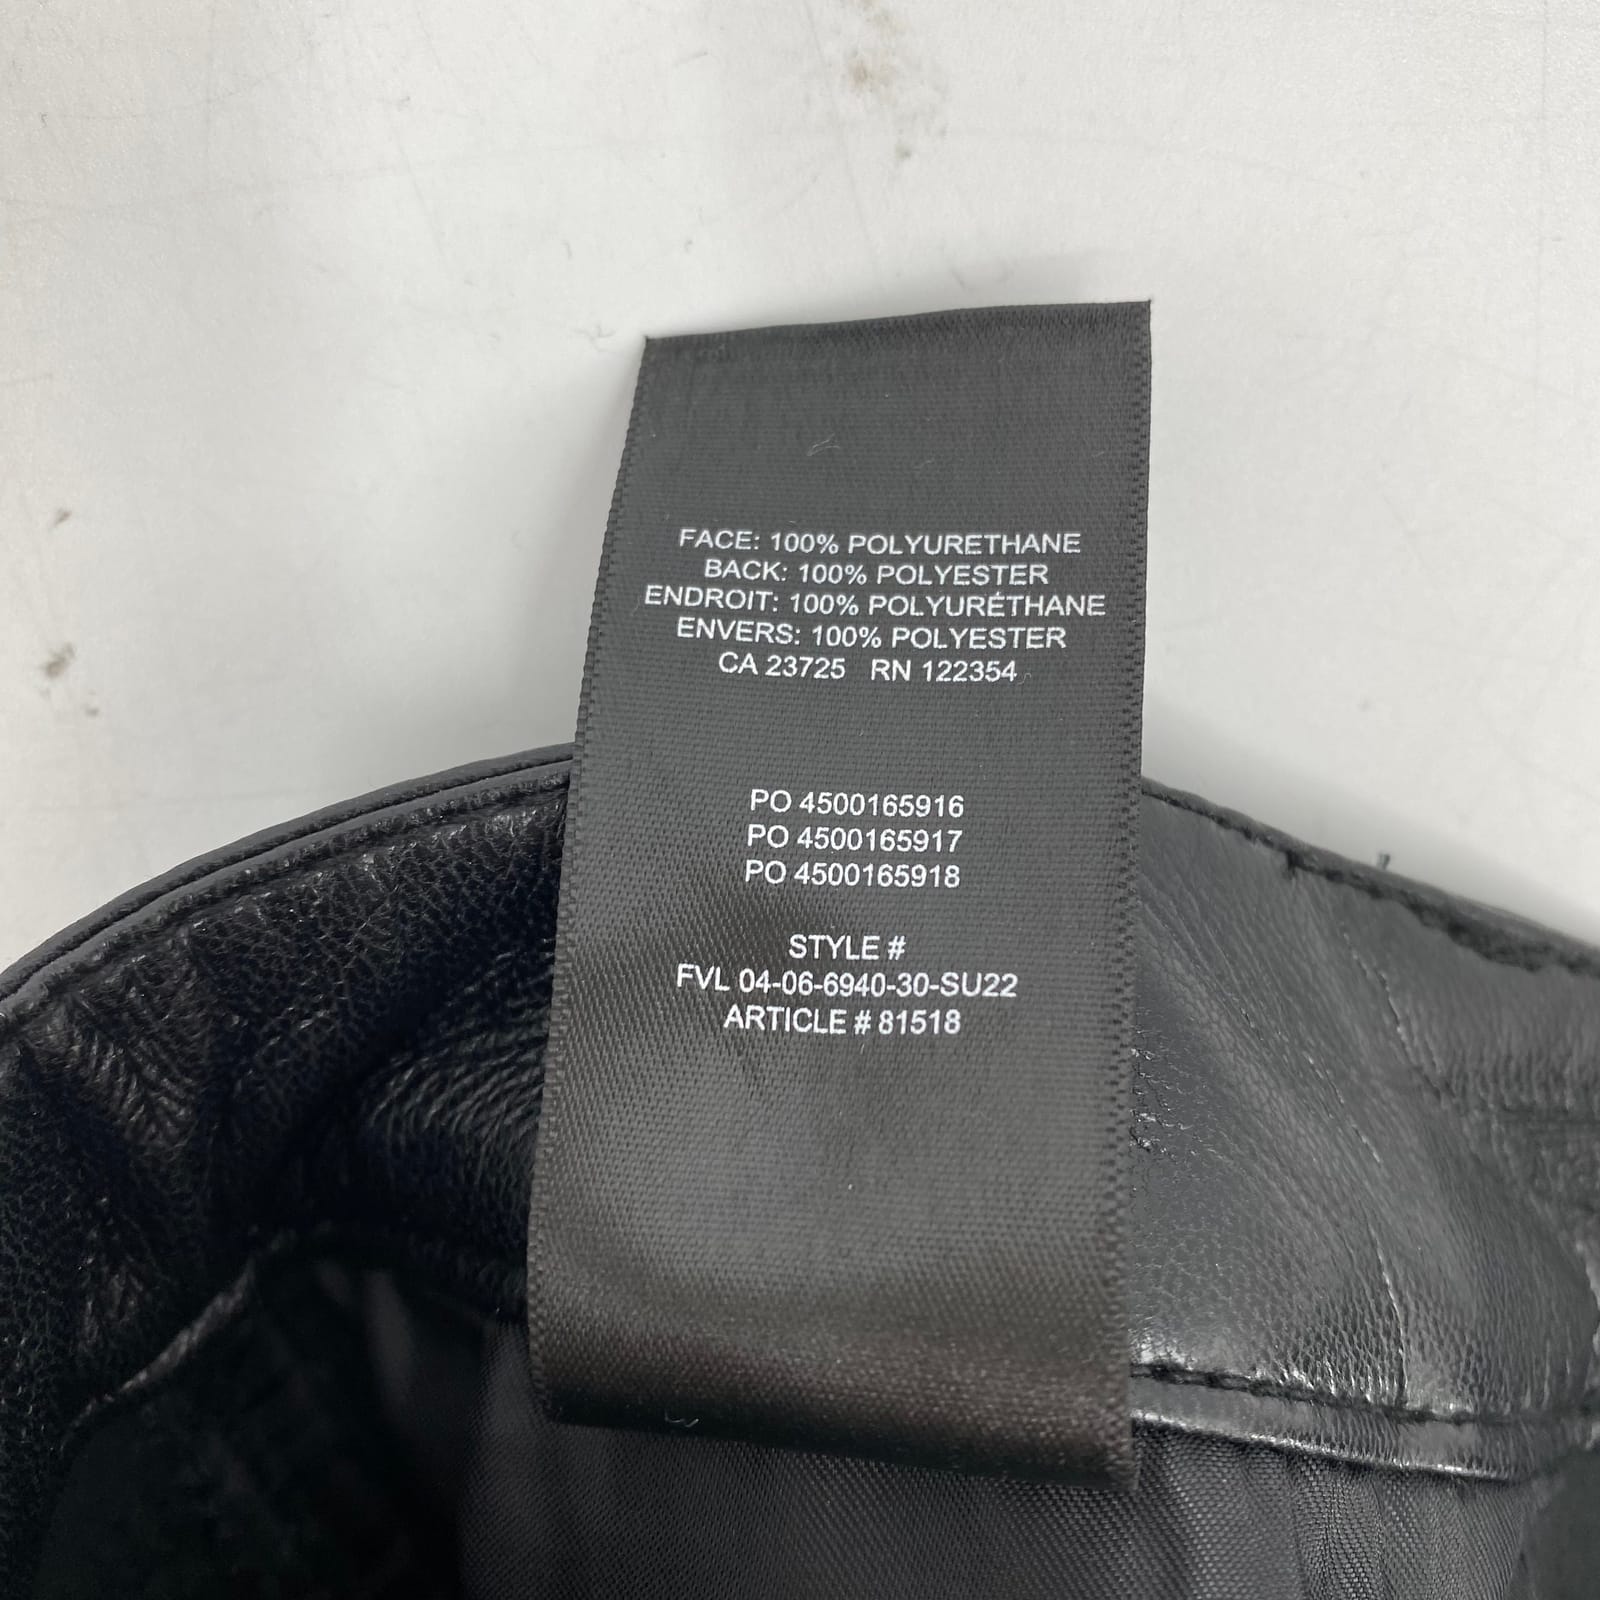 FACE: 100% POLYURETHANE
BACK: 100% POLYESTER
ENDROIT: 100% POLYURÉTHANE
ENVERS: 100% POLYESTER
CA 23725 RN 122354
PO 4500165916
PO 4500165917
PO 4500165918
STYLE #
FVL 04-06-6940-30-SU22
ARTICLE # 81518